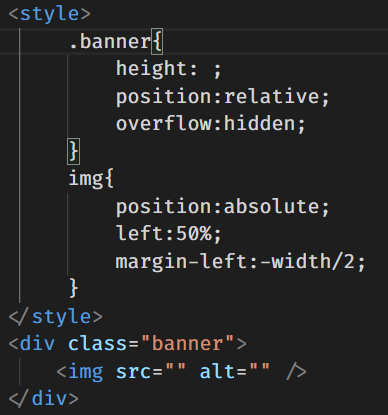 <style>
.banner{
height: ;
position:relative;
overflow:hidden;
}
img{
position:absolute;
left:50%;
margin-left:-width/2;
}
</style>
<div class="banner">
<img src="" alt="" />
</div>